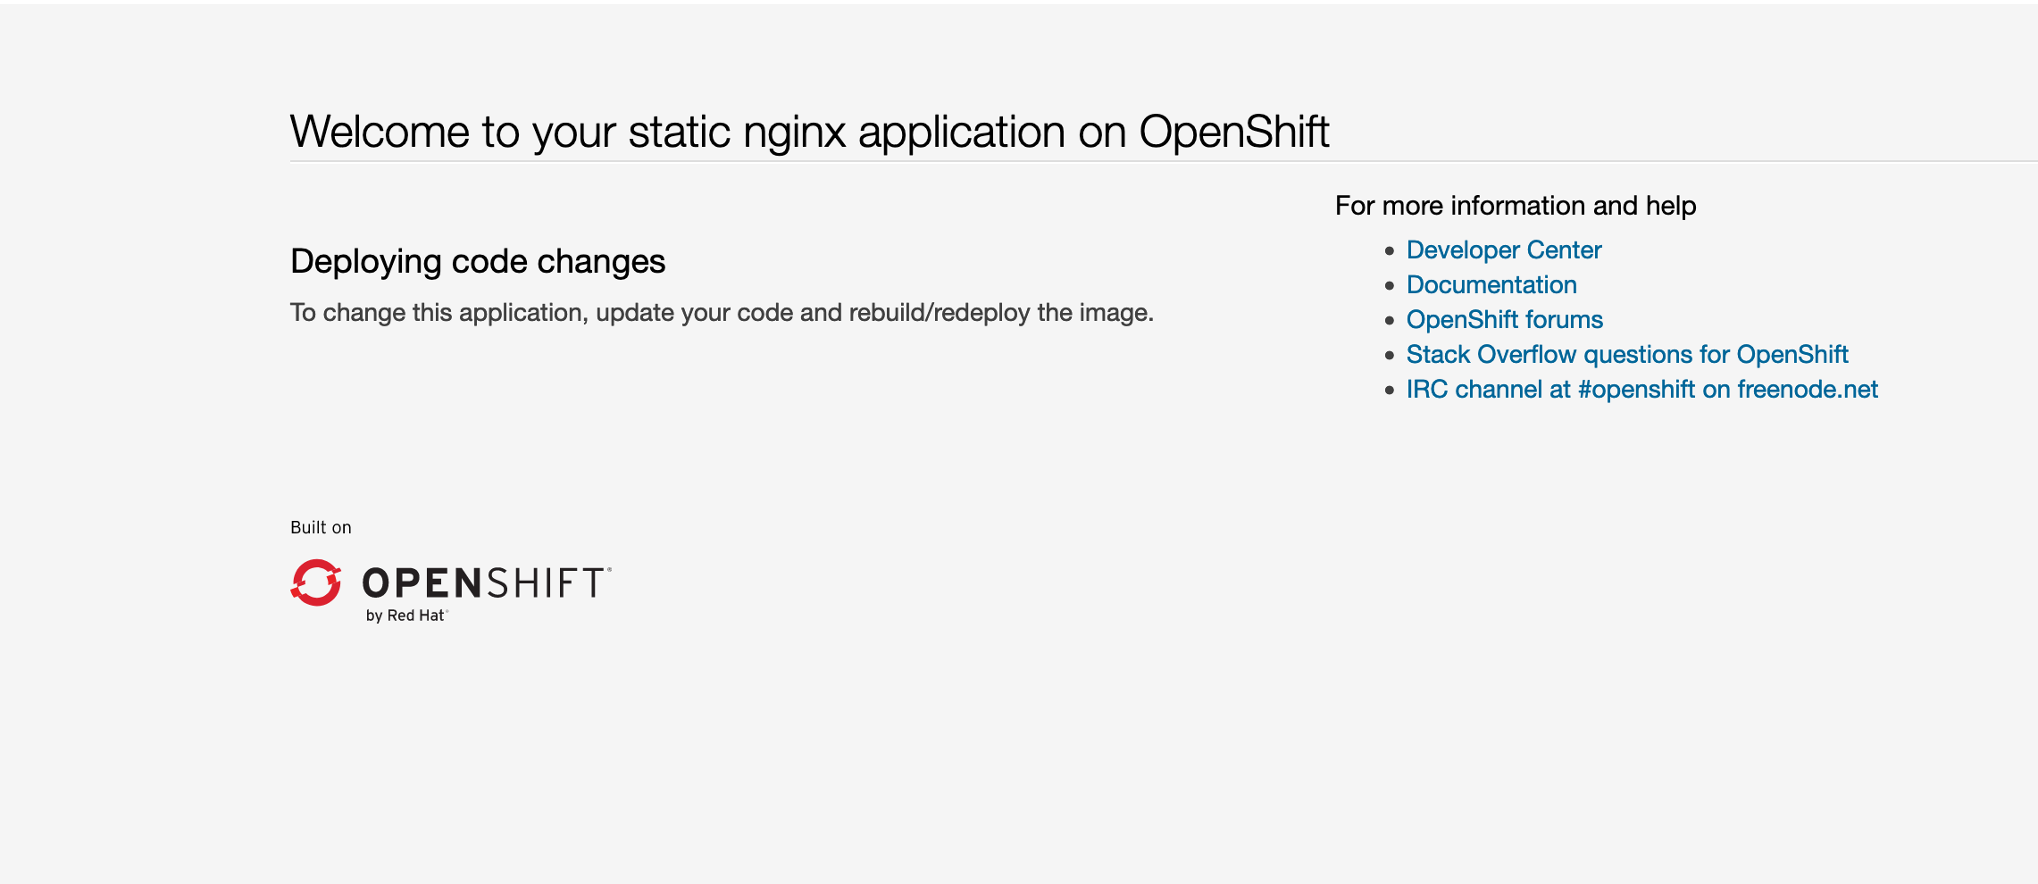 Welcome to your static nginx application on OpenShift
Deploying code changes
To change this application, update your code and rebuild/redeploy the image.
For more information and help
Developer Center
Documentation
OpenShift forums
Stack Overflow questions for OpenShift
IRC channel at #openshift on freenode.net
Built on
OPENSHIFT®
by Red Hat®